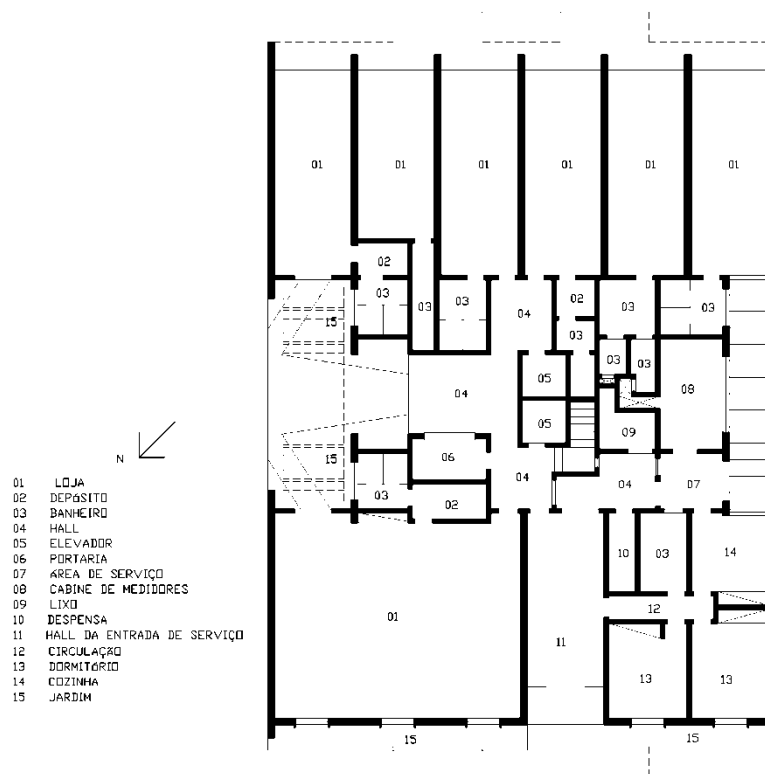 01 01 01 01 01 01
02
03 03 03 04 02 03 03
15 03
03 03
05
04 08
05
09
15 06
04 07
03 02 04
10 03 14
12
01 11
13 13
15 15
N
01 LOJA
02 DEPÓSITO
03 BANHEIRO
04 HALL
05 ELEVADOR
06 PORTARIA
07 ÁREA DE SERVIÇO
08 CABINE DE MEDIDORES
09 LIXO
10 DESPENSA
11 HALL DA ENTRADA DE SERVIÇO
12 CIRCULAÇÃO
13 DORMITÓRIO
14 COZINHA
15 JARDIM